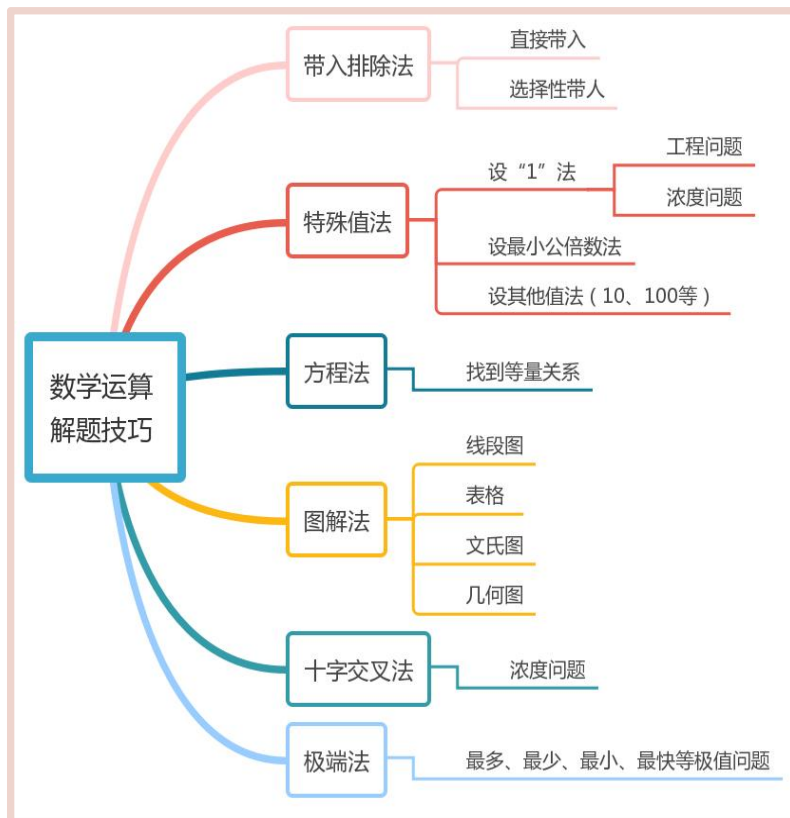 数学运算
解题技巧
带入排除法
直接带入
选择性带人
特殊值法
设“1”法
工程问题
浓度问题
设最小公倍数法
设其他值法（10、100等）
方程法
找到等量关系
图解法
线段图
表格
文氏图
几何图
十字交叉法
浓度问题
极端法
最多、最少、最小、最快等极值问题